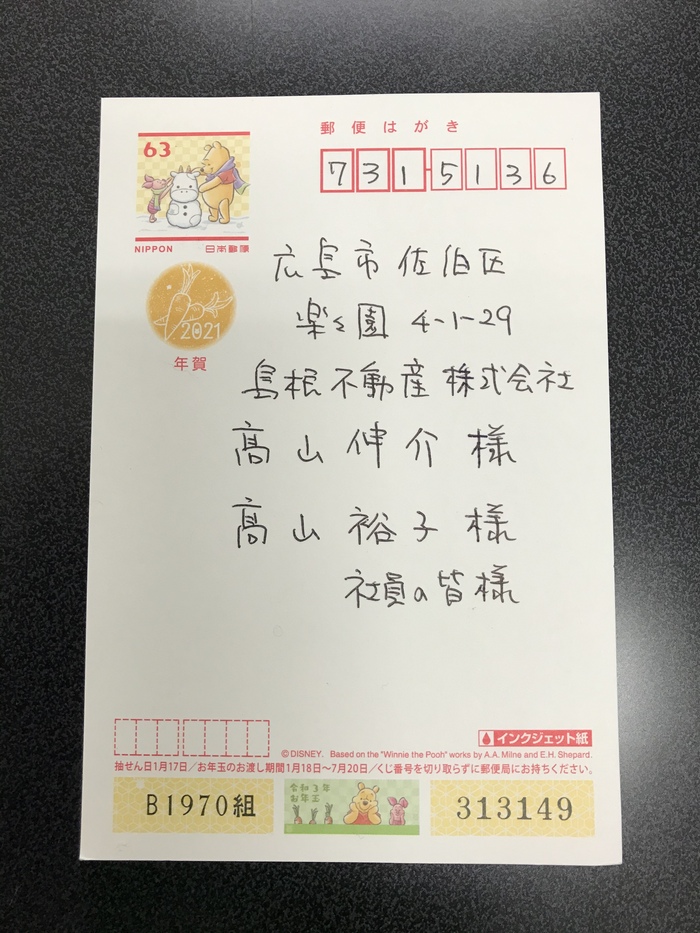 郵便はがき
63
7315136
NIPPON 日本郵便
広島市佐伯区
楽々園 4-1-29
2021
年賀
島根不動産株式会社
髙山伸介様
髙山裕子様
社員の皆様
インクジェット紙
©DISNEY. Based on the "Winnie the Pooh" works by A.A. Milne and E.H. Shepard.
抽せん日1月17日/お年玉のお渡し期間1月18日~7月20日/くじ番号を切り取らずに郵便局にお持ちください。
令和3年
お年玉
B1970組
313149